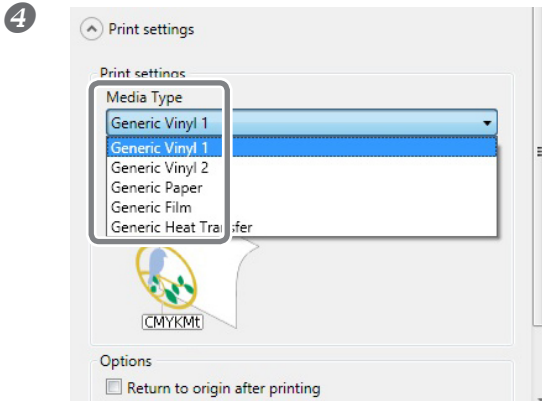 4
Print settings
Print settings
Media Type
Generic Vinyl 1
Generic Vinyl 1
Generic Vinyl 2
Generic Paper
Generic Film
Generic Heat Transfer
CMYKMt
Options
Return to origin after printing